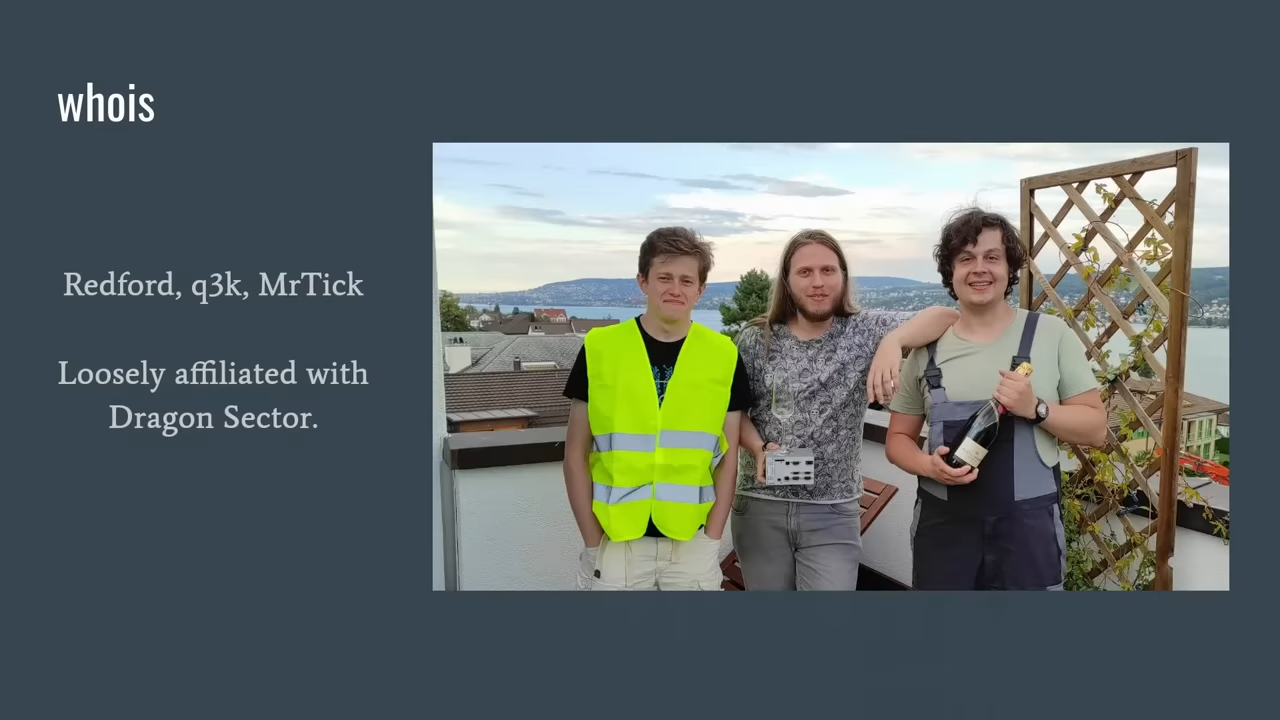 whois
Redford, q3k, MrTick
Loosely affiliated with
Dragon Sector.